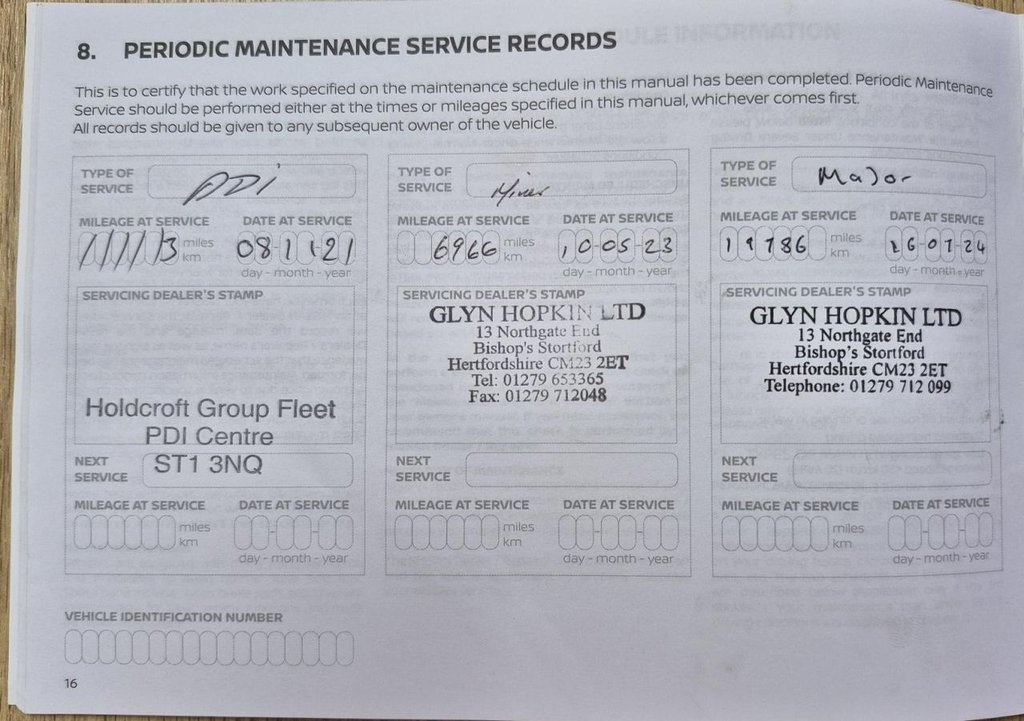 8. PERIODIC MAINTENANCE SERVICE RECORDS
This is to certify that the work specified on the maintenance schedule in this manual has been completed. Periodic Maintenance
Service should be performed either at the times or mileages specified in this manual, whichever comes first.
All records should be given to any subsequent owner of the vehicle.
TYPE OF
SERVICE
PDi
MILEAGE AT SERVICE DATE AT SERVICE
/////3 miles
km
08-11-21
day - month - year
SERVICING DEALER'S STAMP
Holdcroft Group Fleet
PDI Centre
ST1 3NQ
NEXT
SERVICE
MILEAGE AT SERVICE DATE AT SERVICE
miles
km
day - month - year
TYPE OF
SERVICE
Miner
MILEAGE AT SERVICE DATE AT SERVICE
6966 miles
km
10-05-23
day - month - year
SERVICING DEALER'S STAMP
GLYN HOPKIN LTD
13 Northgate End
Bishop's Stortford
Hertfordshire CM23 2ET
Tel: 01279 653365
Fax: 01279 712048
NEXT
SERVICE
MILEAGE AT SERVICE DATE AT SERVICE
miles
km
day - month - year
TYPE OF
SERVICE
Major
MILEAGE AT SERVICE DATE AT SERVICE
19786 miles
km
16-07-24
day - month - year
SERVICING DEALER'S STAMP
GLYN HOPKIN LTD
13 Northgate End
Bishop's Stortford
Hertfordshire CM23 2ET
Telephone: 01279 712 099
NEXT
SERVICE
MILEAGE AT SERVICE DATE AT SERVICE
miles
km
day - month - year
VEHICLE IDENTIFICATION NUMBER
16